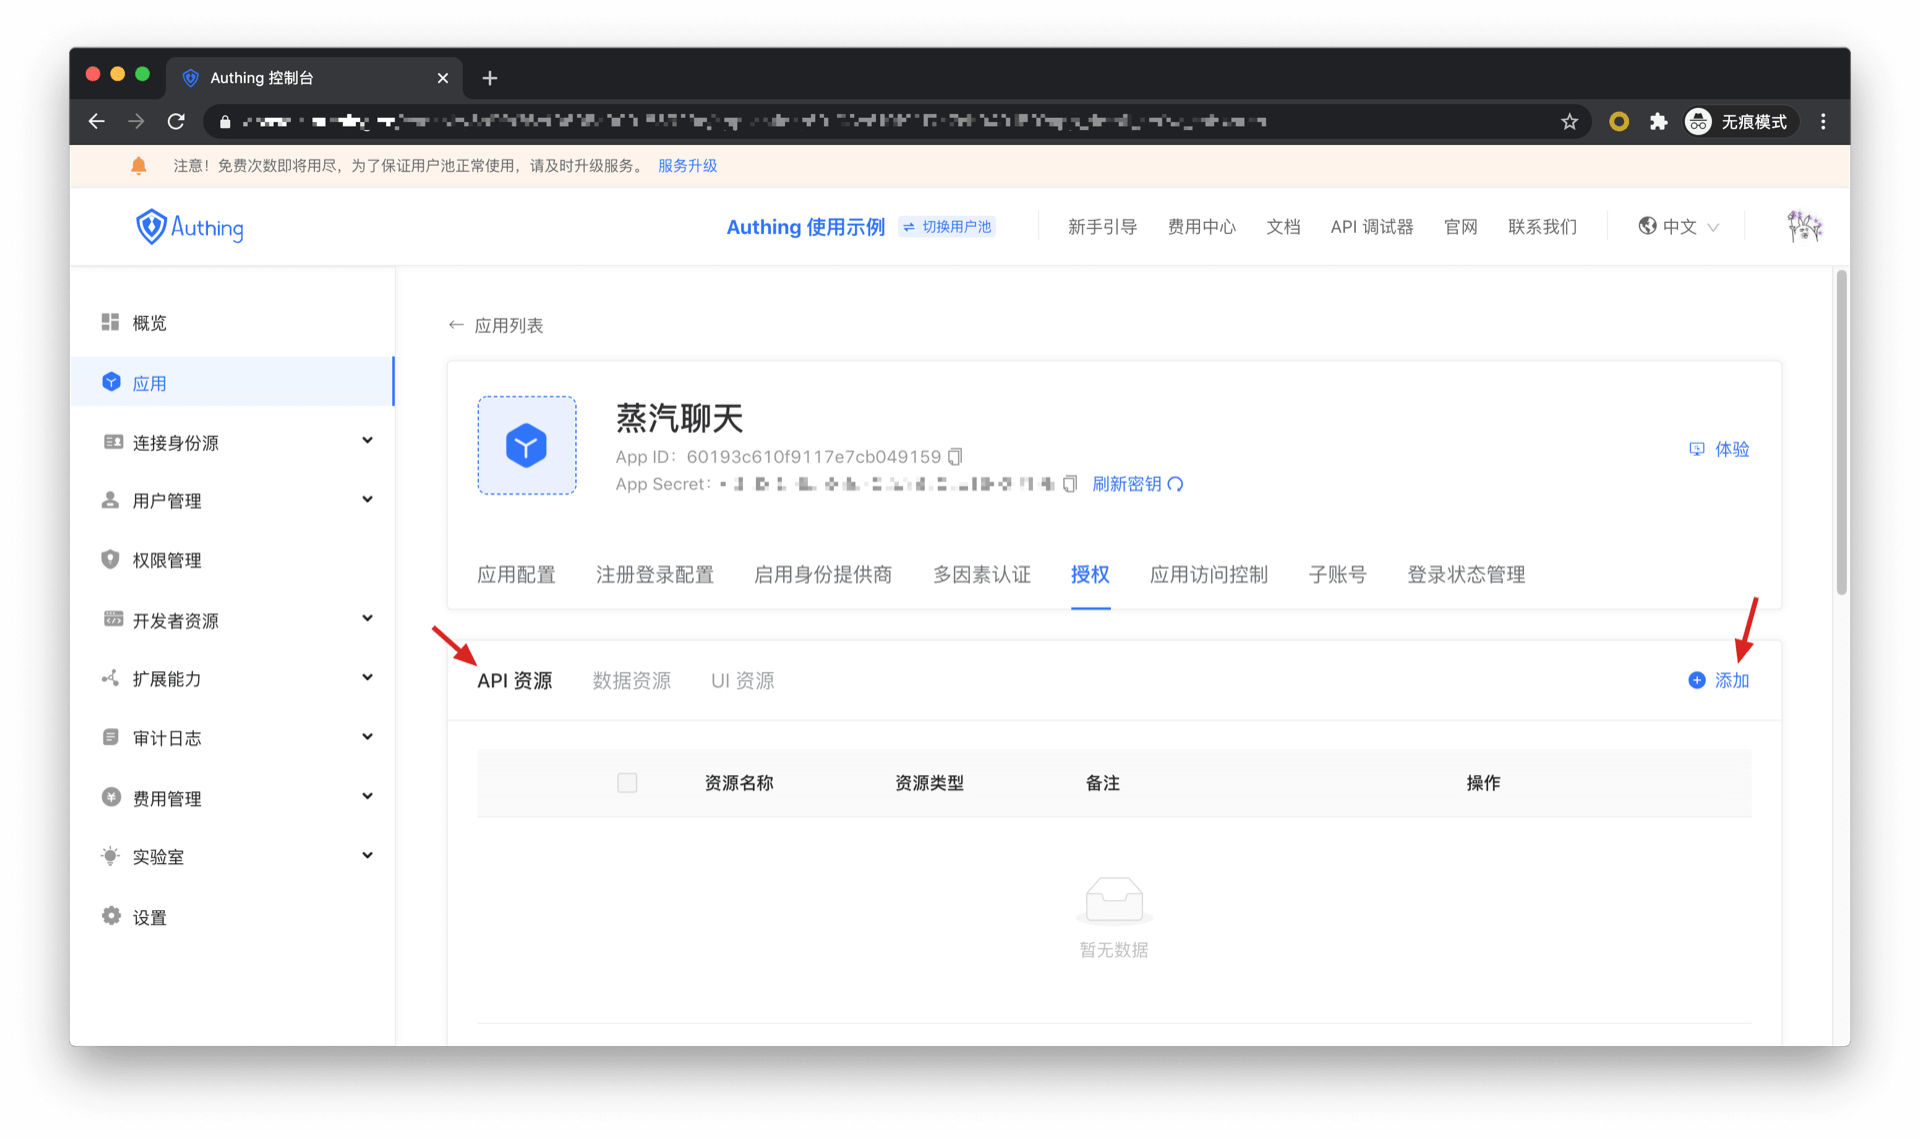 Authing 控制台
无痕模式
注意！免费次数即将用尽，为了保证用户池正常使用，请及时升级服务。 服务升级
Authing
Authing 使用示例 切换用户池 新手引导 费用中心 文档 API 调试器 官网 联系我们 中文
概览
应用
连接身份源
用户管理
权限管理
开发者资源
扩展能力
审计日志
费用管理
实验室
设置
应用列表
蒸汽聊天
App ID： 60193c610f9117e7cb049159
App Secret： 刷新密钥
体验
应用配置 注册登录配置 启用身份提供商 多因素认证 授权 应用访问控制 子账号 登录状态管理
API 资源 数据资源 UI 资源 添加
资源名称 资源类型 备注 操作
暂无数据